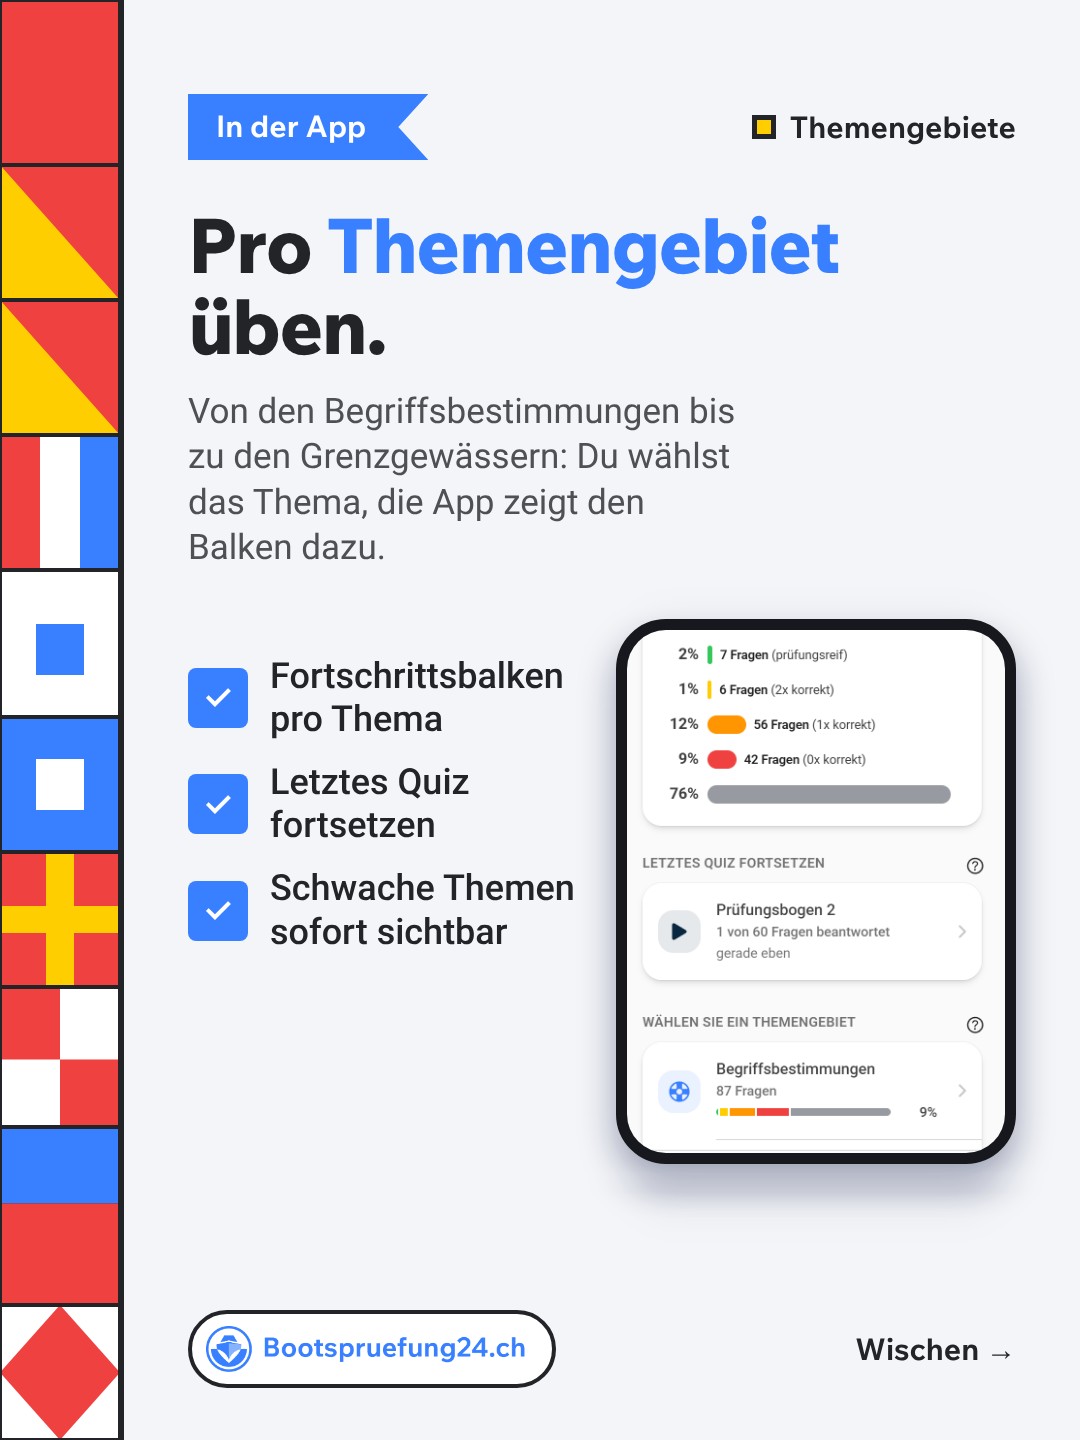 In der App
Themengebiete
Pro Themengebiet
üben.
Von den Begriffsbestimmungen bis
zu den Grenzgewässern: Du wählst
das Thema, die App zeigt den
Balken dazu.
Fortschrittsbalken
pro Thema
Letztes Quiz
fortsetzen
Schwache Themen
sofort sichtbar
2% 7 Fragen (prüfungsreif)
1% 6 Fragen (2x korrekt)
12% 56 Fragen (1x korrekt)
9% 42 Fragen (0x korrekt)
76%
LETZTES QUIZ FORTSETZEN
Prüfungsbogen 2
1 von 60 Fragen beantwortet
gerade eben
WÄHLEN SIE EIN THEMENGEBIET
Begriffsbestimmungen
87 Fragen
9%
Bootspruefung24.ch
Wischen →